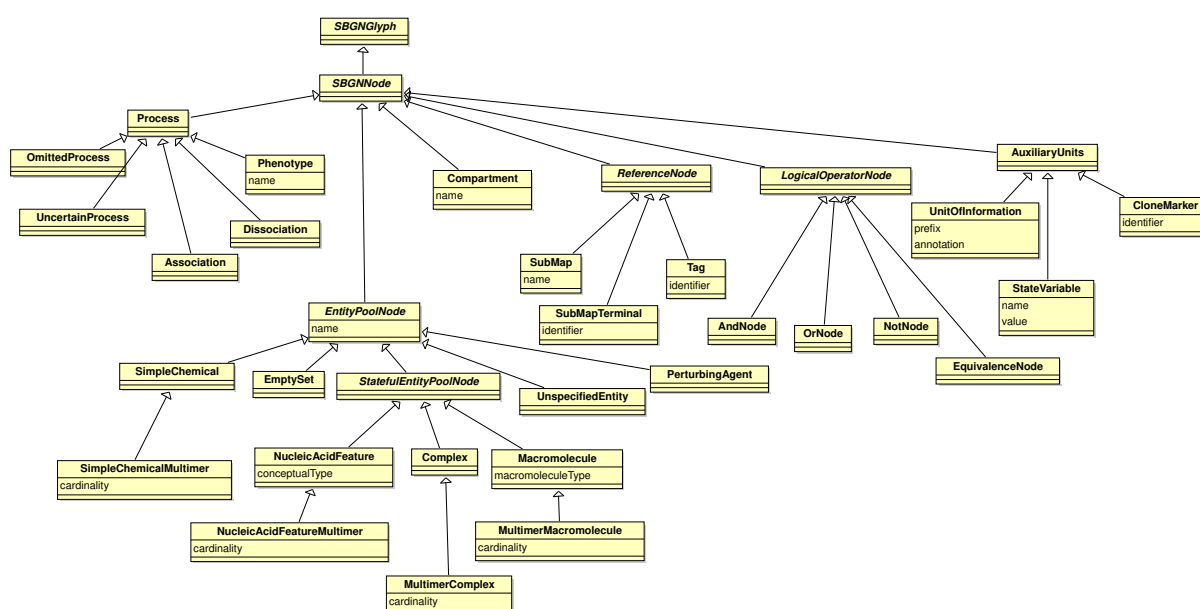 SBGNGlyph
SBGNNode
Process
OmittedProcess
Phenotype
name
UncertainProcess
Dissociation
Association
Compartment
name
ReferenceNode
LogicalOperatorNode
AuxiliaryUnits
UnitOfInformation
prefix
annotation
CloneMarker
identifier
SubMap
name
Tag
identifier
StateVariable
name
value
SubMapTerminal
identifier
AndNode
OrNode
NotNode
EquivalenceNode
EntityPoolNode
name
SimpleChemical
EmptySet
StatefulEntityPoolNode
UnspecifiedEntity
PerturbingAgent
SimpleChemicalMultimer
cardinality
NucleicAcidFeature
conceptualType
Complex
Macromolecule
macromoleculeType
NucleicAcidFeatureMultimer
cardinality
MultimerMacromolecule
cardinality
MultimerComplex
cardinality